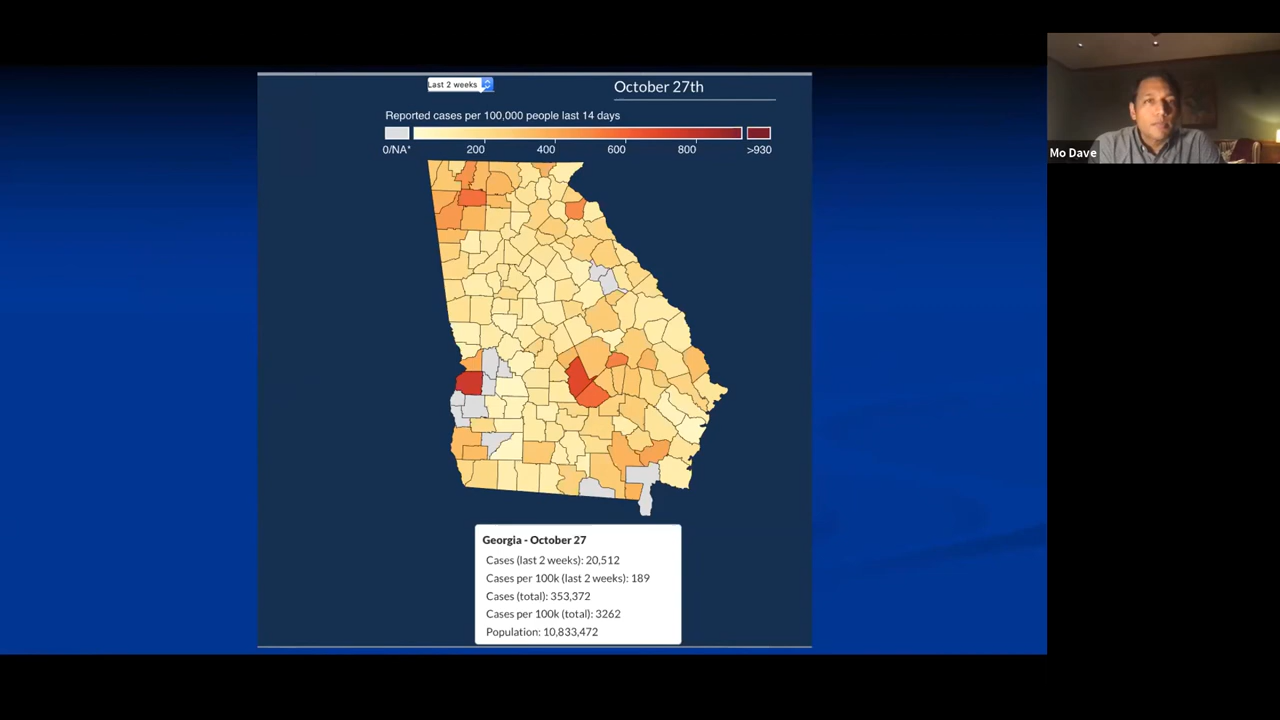 Last 2 weeks
October 27th
Reported cases per 100,000 people last 14 days
0/NA* 200 400 600 800 >930
Mo Dave
Georgia - October 27
Cases (last 2 weeks): 20,512
Cases per 100k (last 2 weeks): 189
Cases (total): 353,372
Cases per 100k (total): 3262
Population: 10,833,472